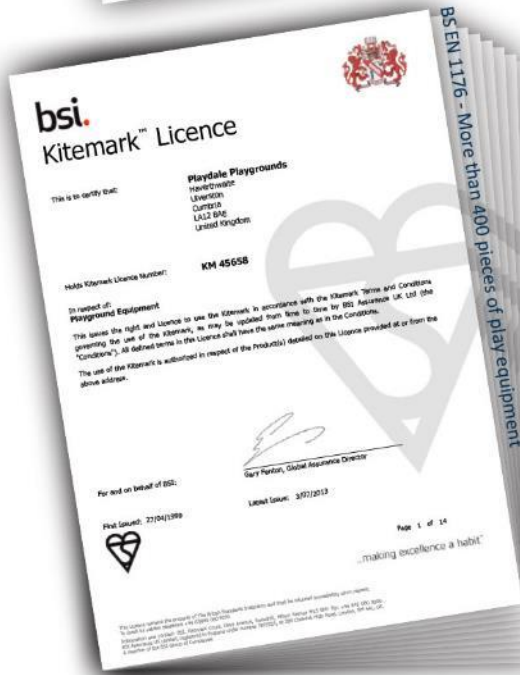 bsi.
Kitemark™ Licence
This is to certify that:
Playdale Playgrounds
Haverthwaite
Ulverston
Cumbria
LA12 8AE
United Kingdom
Holds Kitemark Licence Number:
KM 45658
In respect of:
Playground Equipment
This issues the right and Licence to use the Kitemark in accordance with the Kitemark Terms and Conditions
governing the use of the Kitemark, as may be updated from time to time by BSI Assurance UK Ltd (the
"Conditions"). All defined terms in this Licence shall have the same meaning as in the Conditions.
The use of the Kitemark is authorized in respect of the Product(s) detailed on this Licence provided at or from the
above address.
For and on behalf of BSI:
Gary Fenton, Global Assurance Director
First Issued: 27/04/1999
Latest Issue: 3/07/2013
Page 1 of 14
...making excellence a habit™
BS EN 1176 - More than 400 pieces of play equipment